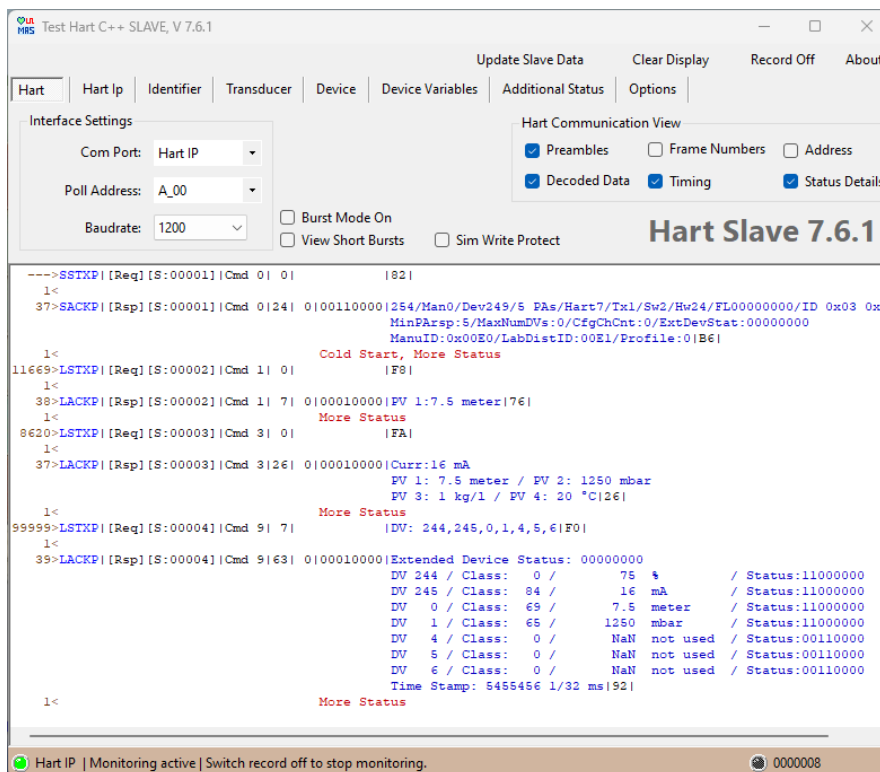 Test Hart C++ SLAVE, V 7.6.1
Update Slave Data Clear Display Record Off About
Hart Hart Ip Identifier Transducer Device Device Variables Additional Status Options
Interface Settings
Com Port: Hart IP
Poll Address: A_00
Baudrate: 1200
Burst Mode On
View Short Bursts
Sim Write Protect
Hart Communication View
Preambles Frame Numbers Address
Decoded Data Timing Status Details
Hart Slave 7.6.1
--->SSTXP|[Req][S:00001]|Cmd 0| 0| |82|
1<
37>SACKP|[Rsp][S:00001]|Cmd 0|24| 0|00110000|254/Man0/Dev249/5 PAs/Hart7/Tx1/Sw2/Hw24/FL00000000/ID 0x03 0x
MinPArsp:5/MaxNumDVs:0/CfgChCnt:0/ExtDevStat:00000000
ManuID:0x00E0/LabDistID:00E1/Profile:0|B6|
1< Cold Start, More Status
11669>LSTXP|[Req][S:00002]|Cmd 1| 0| |F8|
1<
38>LACKP|[Rsp][S:00002]|Cmd 1| 7| 0|00010000|PV 1:7.5 meter|76|
1< More Status
8620>LSTXP|[Req][S:00003]|Cmd 3| 0| |FA|
1<
37>LACKP|[Rsp][S:00003]|Cmd 3|26| 0|00010000|Curr:16 mA
PV 1: 7.5 meter / PV 2: 1250 mbar
PV 3: 1 kg/l / PV 4: 20 °C|26|
1< More Status
99999>LSTXP|[Req][S:00004]|Cmd 9| 7| |DV: 244,245,0,1,4,5,6|F0|
1<
39>LACKP|[Rsp][S:00004]|Cmd 9|63| 0|00010000|Extended Device Status: 00000000
DV 244 / Class: 0 / 75 % / Status:11000000
DV 245 / Class: 84 / 16 mA / Status:11000000
DV 0 / Class: 69 / 7.5 meter / Status:11000000
DV 1 / Class: 65 / 1250 mbar / Status:11000000
DV 4 / Class: 0 / NaN not used / Status:00110000
DV 5 / Class: 0 / NaN not used / Status:00110000
DV 6 / Class: 0 / NaN not used / Status:00110000
Time Stamp: 5455456 1/32 ms|92|
1< More Status
Hart IP | Monitoring active | Switch record off to stop monitoring. 0000008